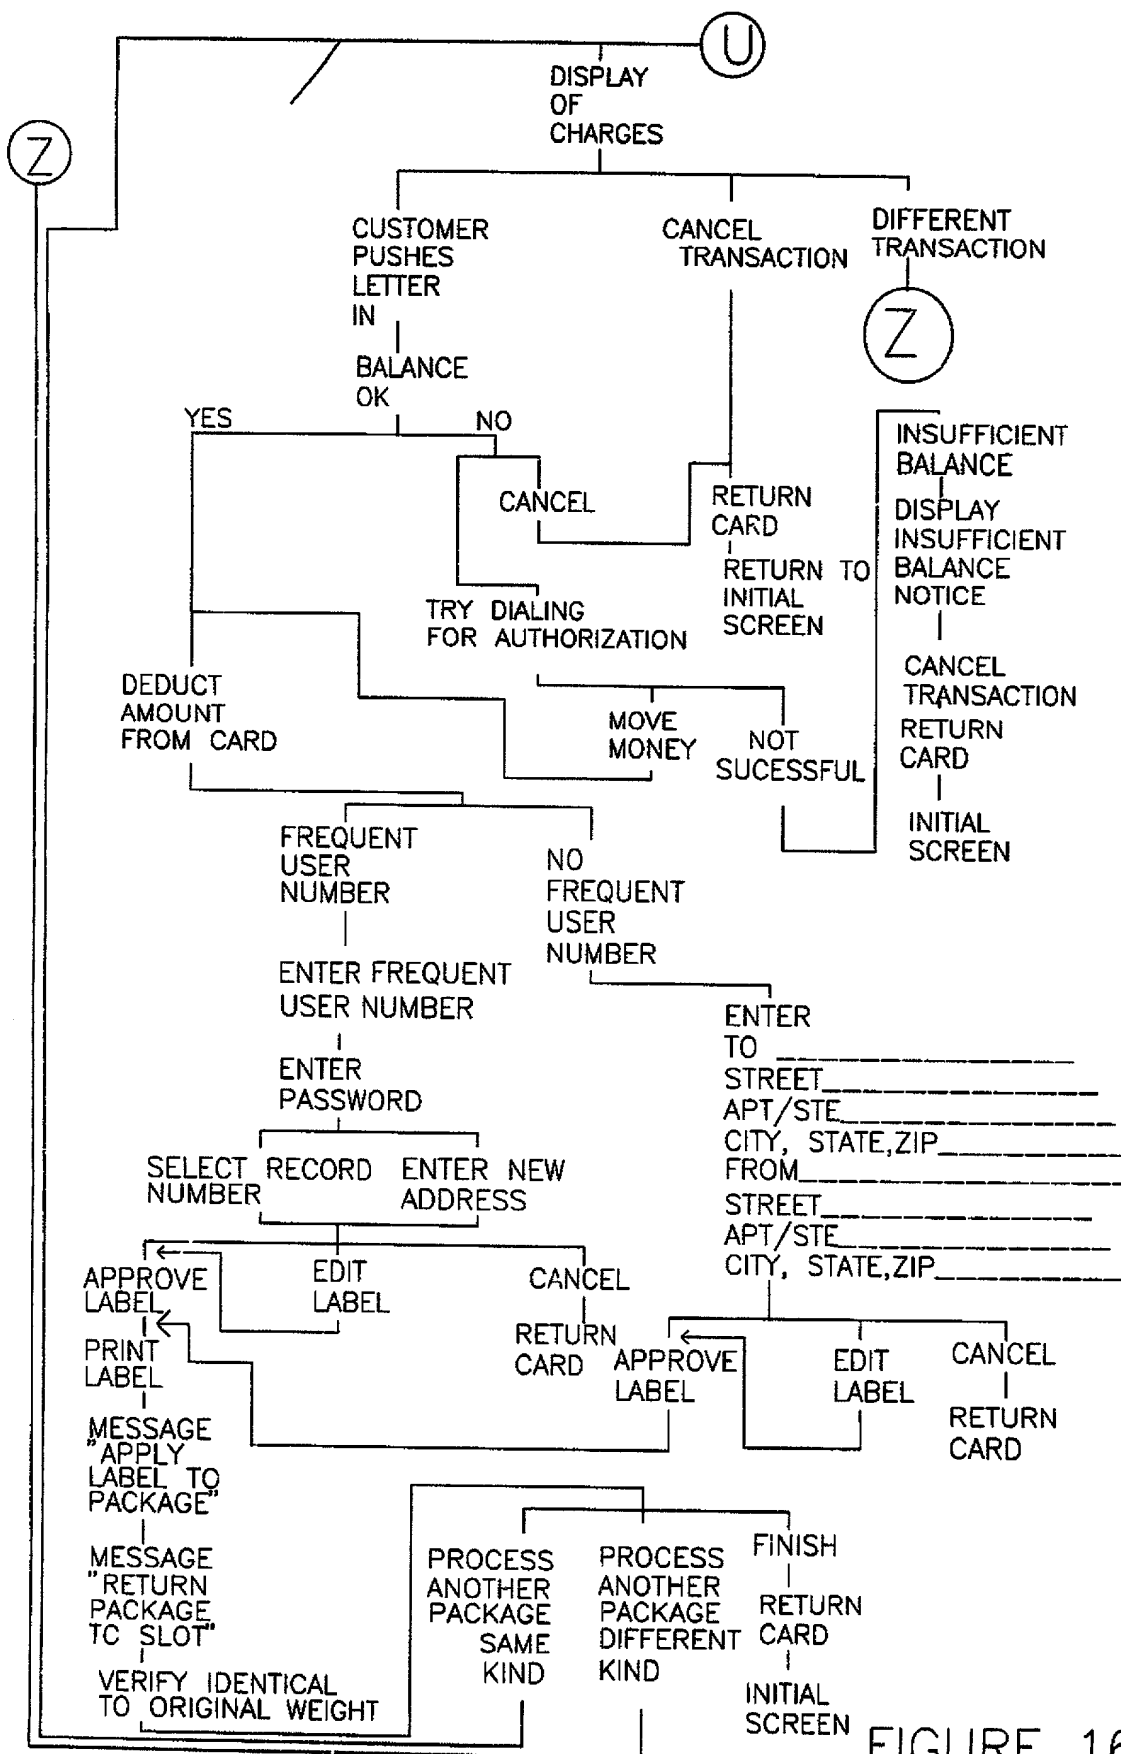 U
DISPLAY
OF
CHARGES
Z
CUSTOMER
PUSHES
LETTER
IN
CANCEL
TRANSACTION
DIFFERENT
TRANSACTION
Z
BALANCE
OK
YES
NO
CANCEL
RETURN
CARD
RETURN TO
INITIAL
SCREEN
INSUFFICIENT
BALANCE
DISPLAY
INSUFFICIENT
BALANCE
NOTICE
CANCEL
TRANSACTION
RETURN
CARD
INITIAL
SCREEN
TRY DIALING
FOR AUTHORIZATION
DEDUCT
AMOUNT
FROM CARD
MOVE
MONEY
NOT
SUCESSFUL
FREQUENT
USER
NUMBER
NO
FREQUENT
USER
NUMBER
ENTER FREQUENT
USER NUMBER
ENTER
PASSWORD
SELECT RECORD
NUMBER
ENTER NEW
ADDRESS
ENTER
TO
STREET
APT/STE
CITY, STATE,ZIP
FROM
STREET
APT/STE
CITY, STATE,ZIP
APPROVE
LABEL
EDIT
LABEL
CANCEL
RETURN
CARD
PRINT
LABEL
APPROVE
LABEL
EDIT
LABEL
CANCEL
RETURN
CARD
MESSAGE
"APPLY
LABEL TO
PACKAGE"
MESSAGE
"RETURN
PACKAGE
TC SLOT"
VERIFY IDENTICAL
TO ORIGINAL WEIGHT
PROCESS
ANOTHER
PACKAGE
SAME
KIND
PROCESS
ANOTHER
PACKAGE
DIFFERENT
KIND
FINISH
RETURN
CARD
INITIAL
SCREEN
FIGURE 16